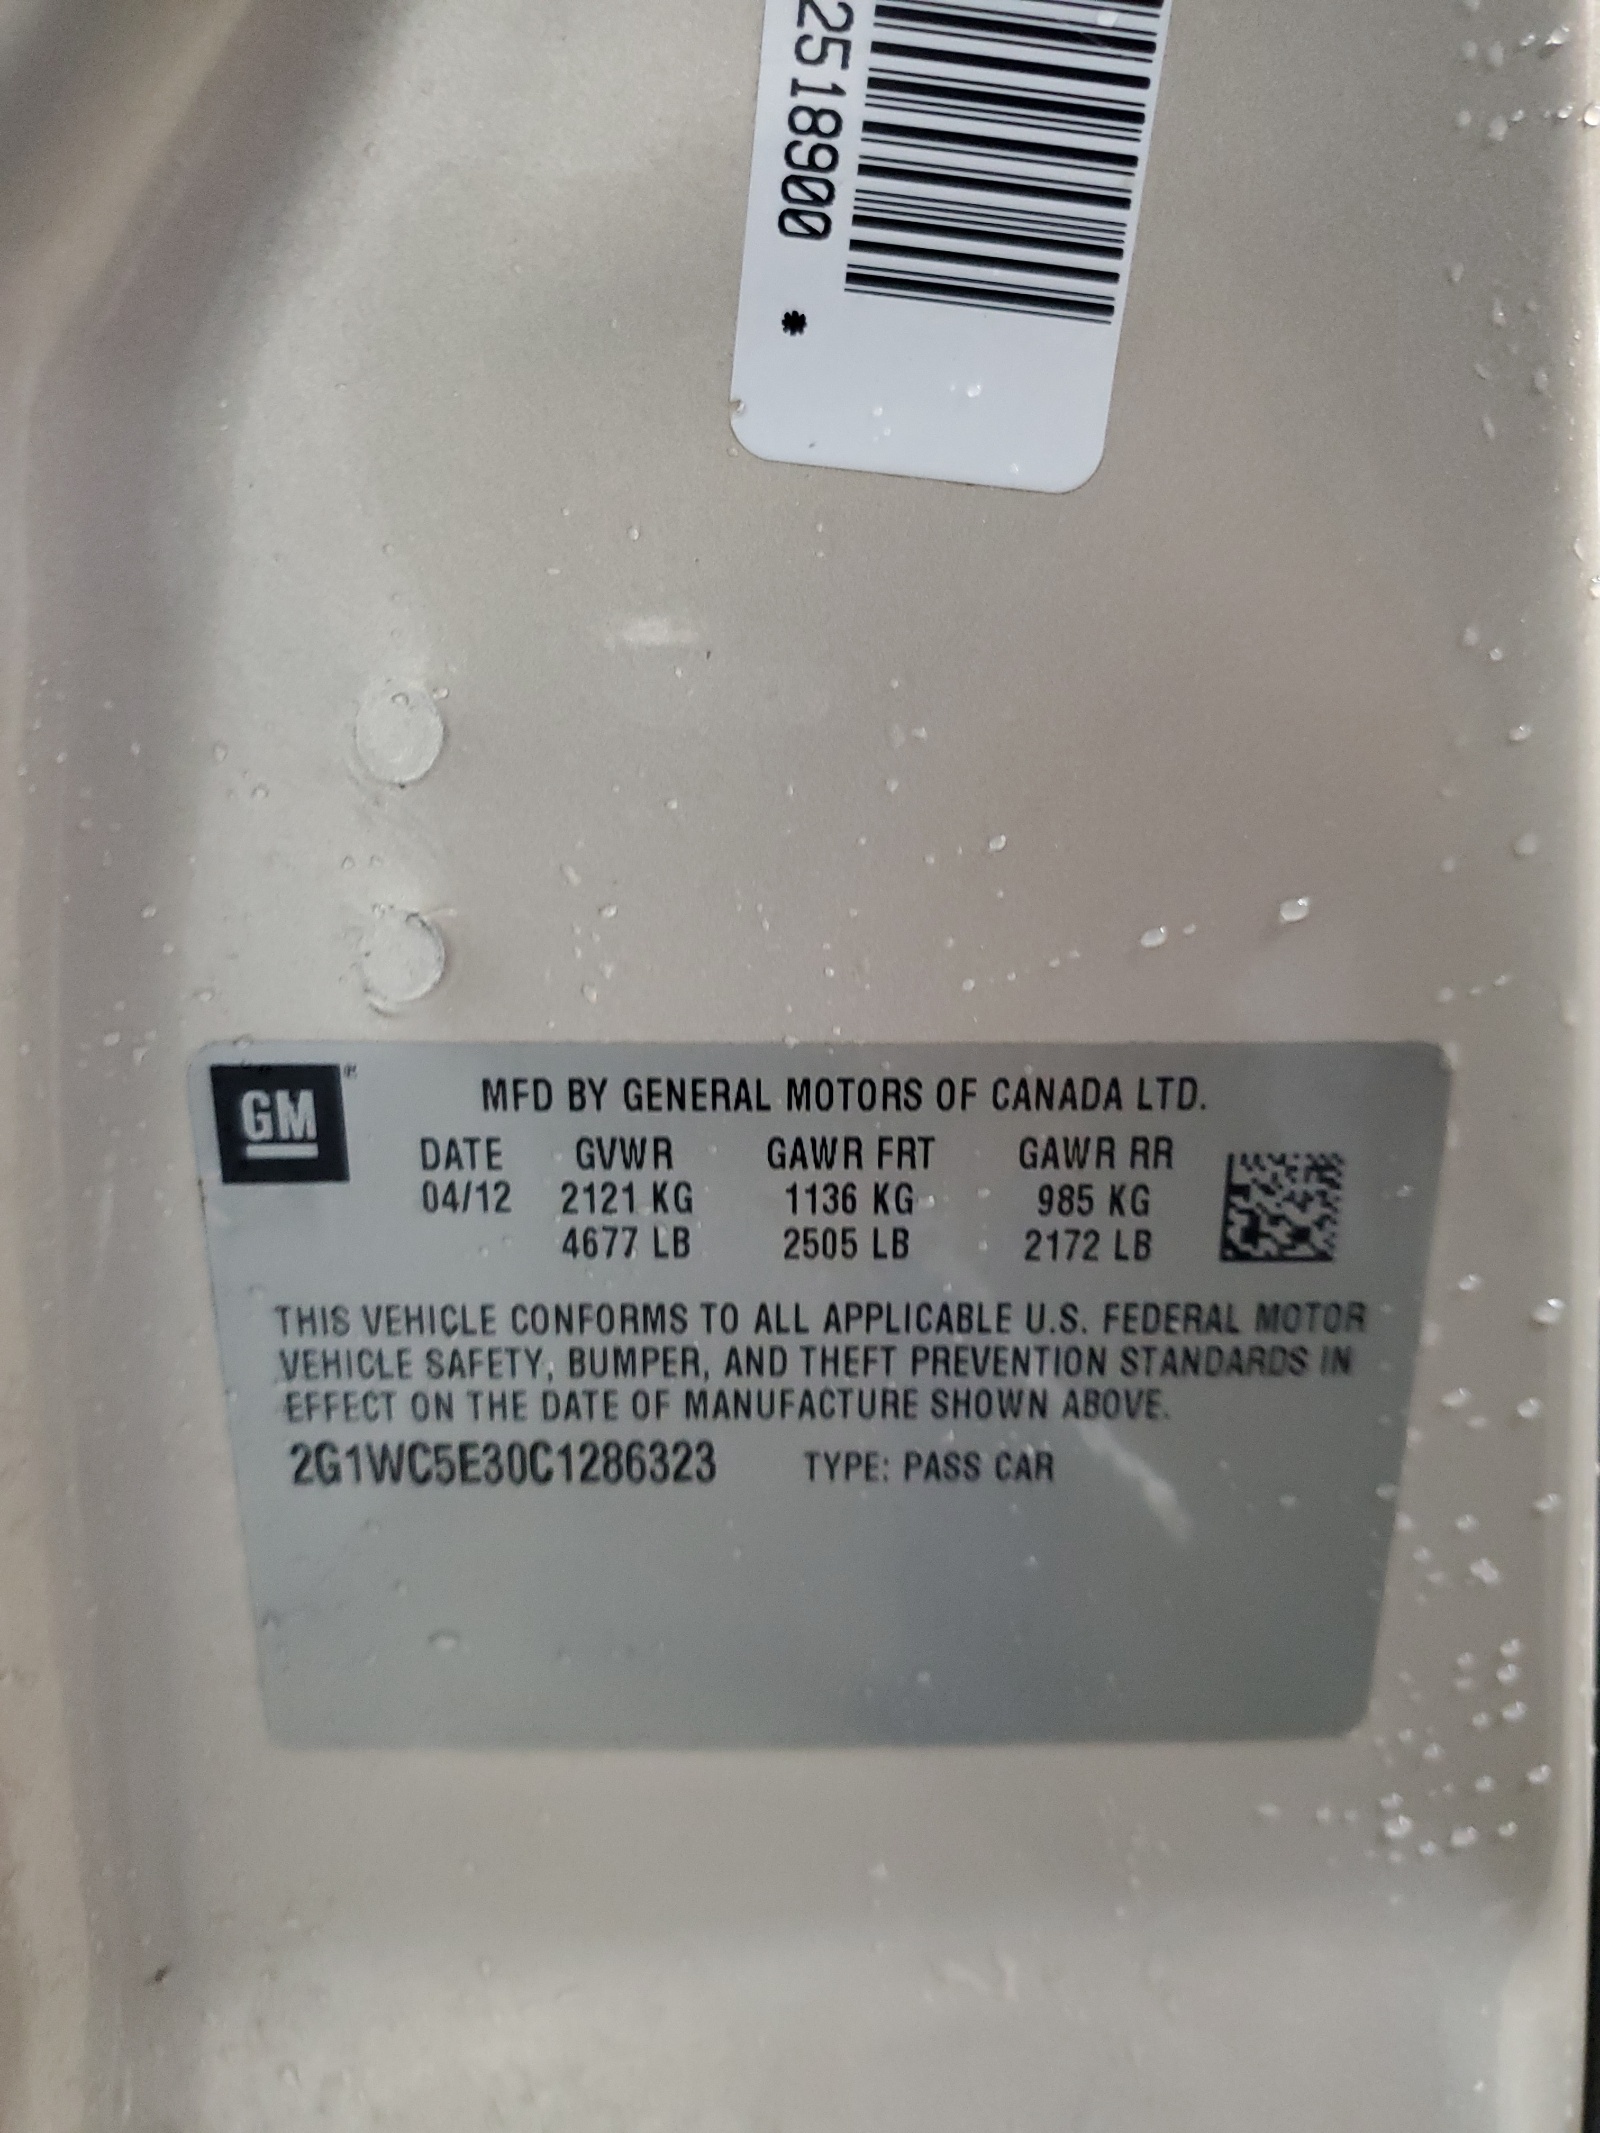 2518900 *
GM ®
MFD BY GENERAL MOTORS OF CANADA LTD.
DATE GVWR GAWR FRT GAWR RR
04/12 2121 KG 1136 KG 985 KG
4677 LB 2505 LB 2172 LB
THIS VEHICLE CONFORMS TO ALL APPLICABLE U.S. FEDERAL MOTOR
VEHICLE SAFETY, BUMPER, AND THEFT PREVENTION STANDARDS IN
EFFECT ON THE DATE OF MANUFACTURE SHOWN ABOVE.
2G1WC5E30C1286323 TYPE: PASS CAR